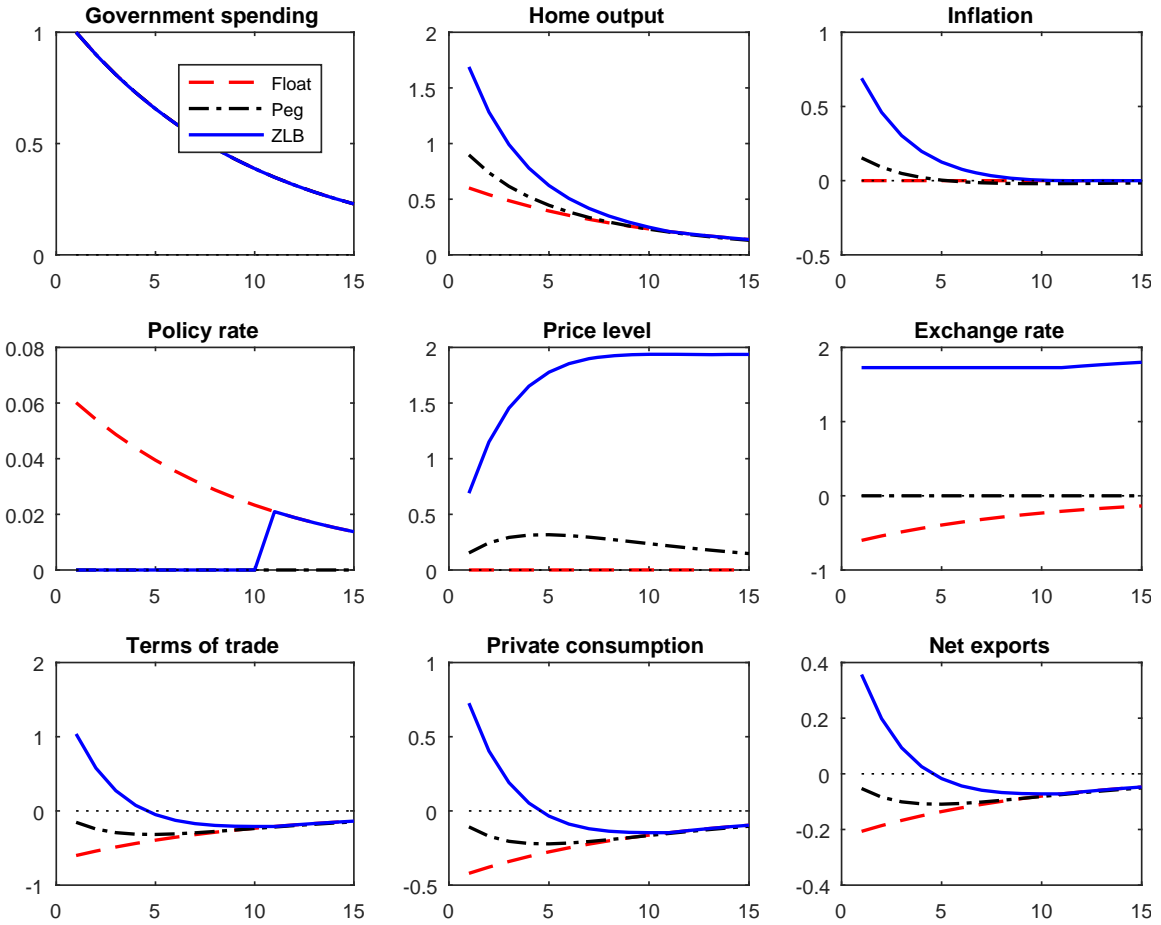 Government spending
1
0.5
0
0 5 10 15
Float
Peg
ZLB
Home output
2
1.5
1
0.5
0
0 5 10 15
Inflation
1
0.5
0
-0.5
0 5 10 15
Policy rate
0.08
0.06
0.04
0.02
0
0 5 10 15
Price level
2
1.5
1
0.5
0
0 5 10 15
Exchange rate
2
1
0
-1
0 5 10 15
Terms of trade
2
1
0
-1
0 5 10 15
Private consumption
1
0.5
0
-0.5
0 5 10 15
Net exports
0.4
0.2
0
-0.2
-0.4
0 5 10 15